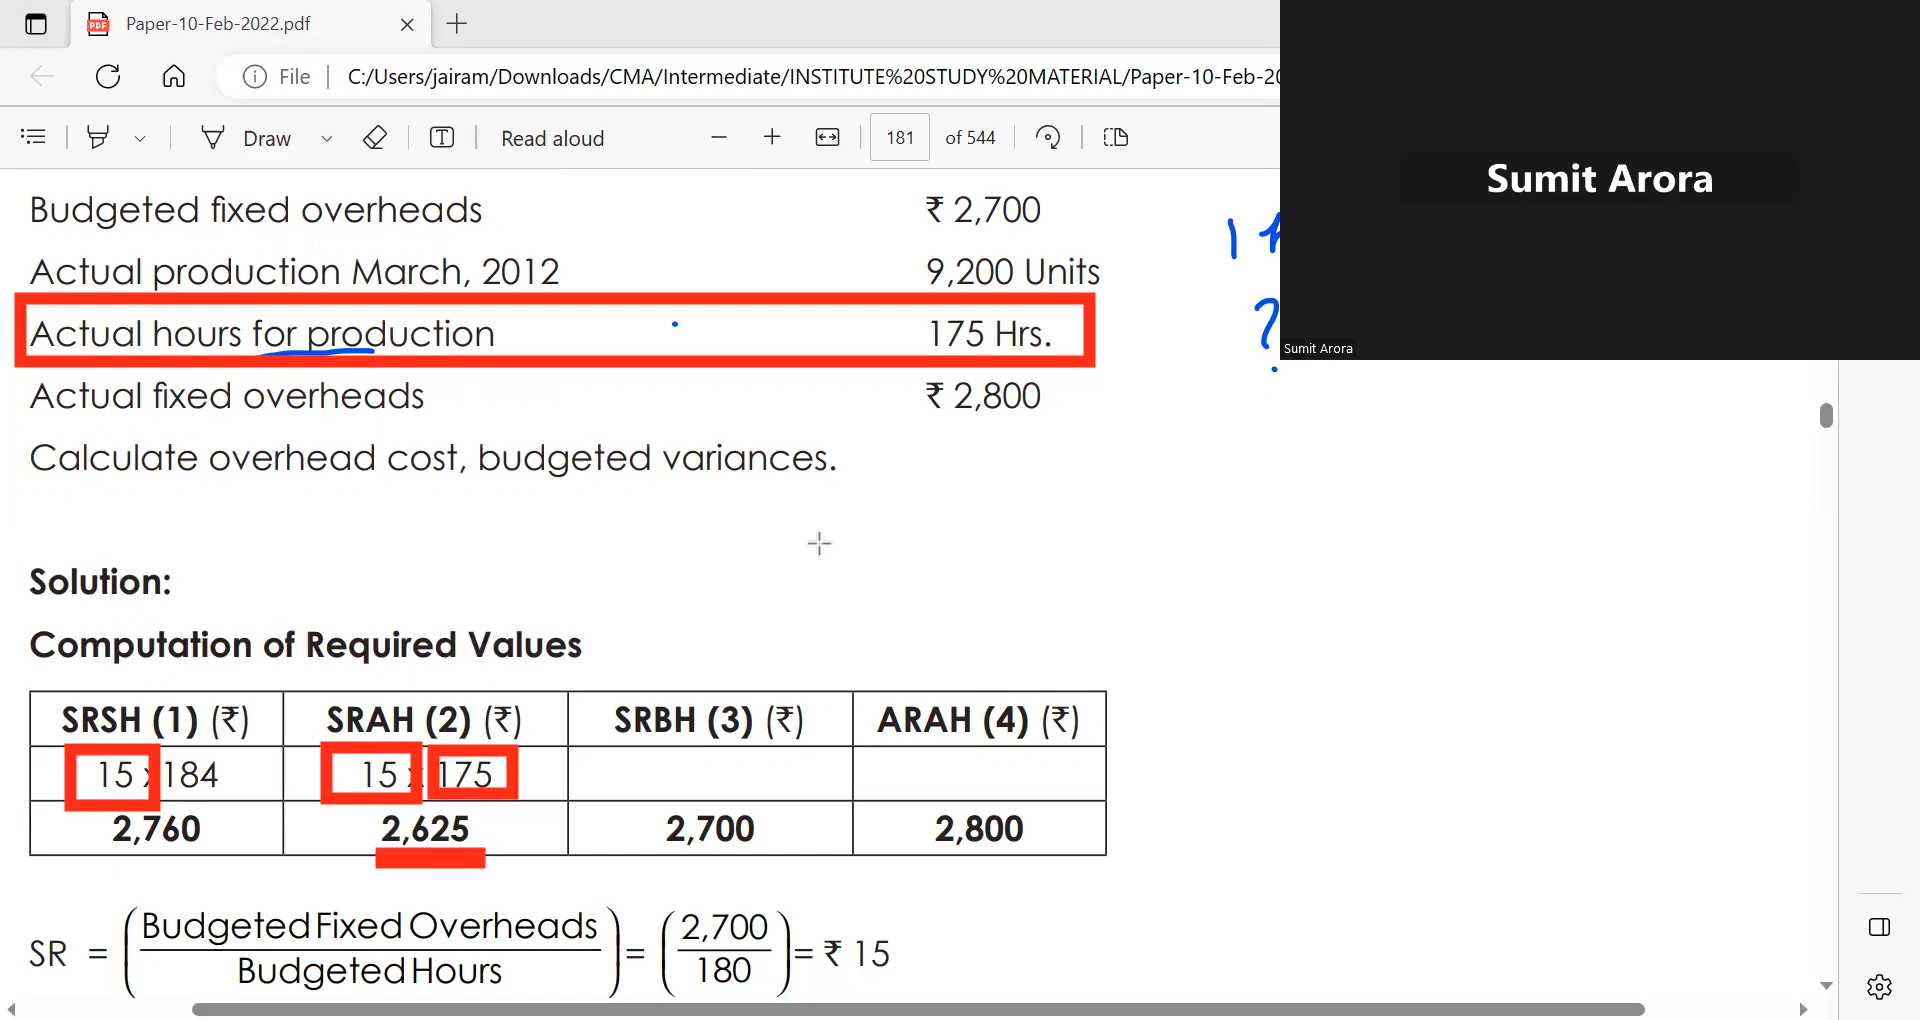 Paper-10-Feb-2022.pdf
File C:/Users/jairam/Downloads/CMA/Intermediate/INSTITUTE%20STUDY%20MATERIAL/Paper-10-Feb-20
Draw Read aloud 181 of 544
Sumit Arora
Sumit Arora
Budgeted fixed overheads ₹ 2,700
1
Actual production March, 2012 9,200 Units
Actual hours for production 175 Hrs.
?
Actual fixed overheads ₹ 2,800
Calculate overhead cost, budgeted variances.
Solution:
Computation of Required Values
SRSH (1) (₹) SRAH (2) (₹) SRBH (3) (₹) ARAH (4) (₹)
15 x 184 15 x 175
2,760 2,625 2,700 2,800
SR = (Budgeted Fixed Overheads / Budgeted Hours) = (2,700 / 180) = ₹ 15